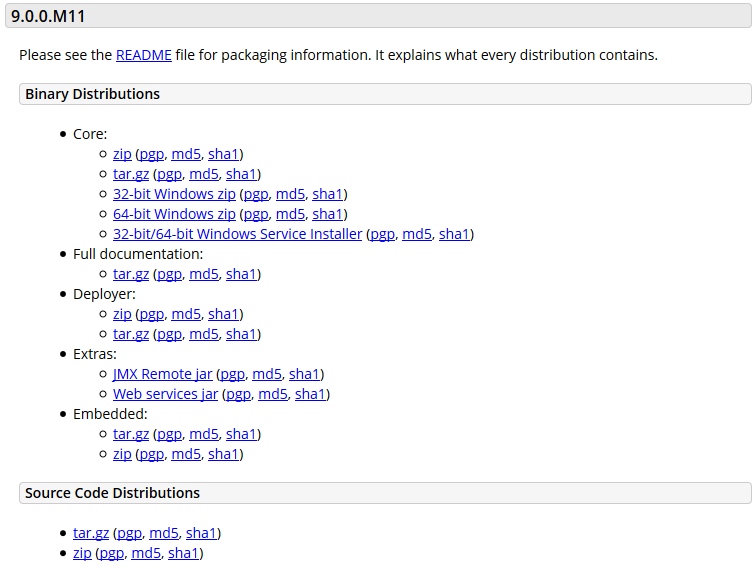 9.0.0.M11
Please see the README file for packaging information. It explains what every distribution contains.
Binary Distributions
Core:
zip (pgp, md5, sha1)
tar.gz (pgp, md5, sha1)
32-bit Windows zip (pgp, md5, sha1)
64-bit Windows zip (pgp, md5, sha1)
32-bit/64-bit Windows Service Installer (pgp, md5, sha1)
Full documentation:
tar.gz (pgp, md5, sha1)
Deployer:
zip (pgp, md5, sha1)
tar.gz (pgp, md5, sha1)
Extras:
JMX Remote jar (pgp, md5, sha1)
Web services jar (pgp, md5, sha1)
Embedded:
tar.gz (pgp, md5, sha1)
zip (pgp, md5, sha1)
Source Code Distributions
tar.gz (pgp, md5, sha1)
zip (pgp, md5, sha1)